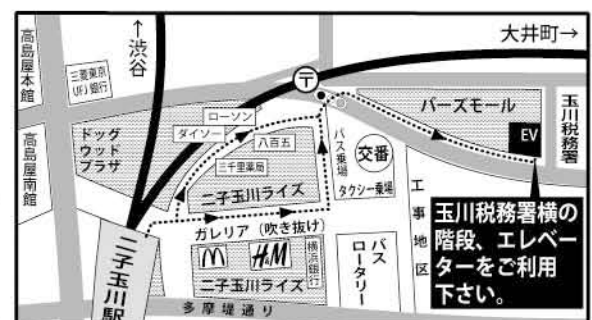 高島屋本館
↑渋谷
大井町→
三菱東京
UFJ銀行
〒
ローソン
ダイソー
八百五
三千里薬局
ドッグ
ウッド
プラザ
高島屋南館
バス乗場
交番
タクシー乗場
バーズモール
EV
玉川税務署
二子玉川ライズ
ガレリア（吹き抜け）
工事地区
玉川税務署横の
階段、エレベー
ターをご利用
下さい。
M
H&M
横浜銀行
バス
ロータリー
二子玉川ライズ
二子玉川駅
多摩堤通り